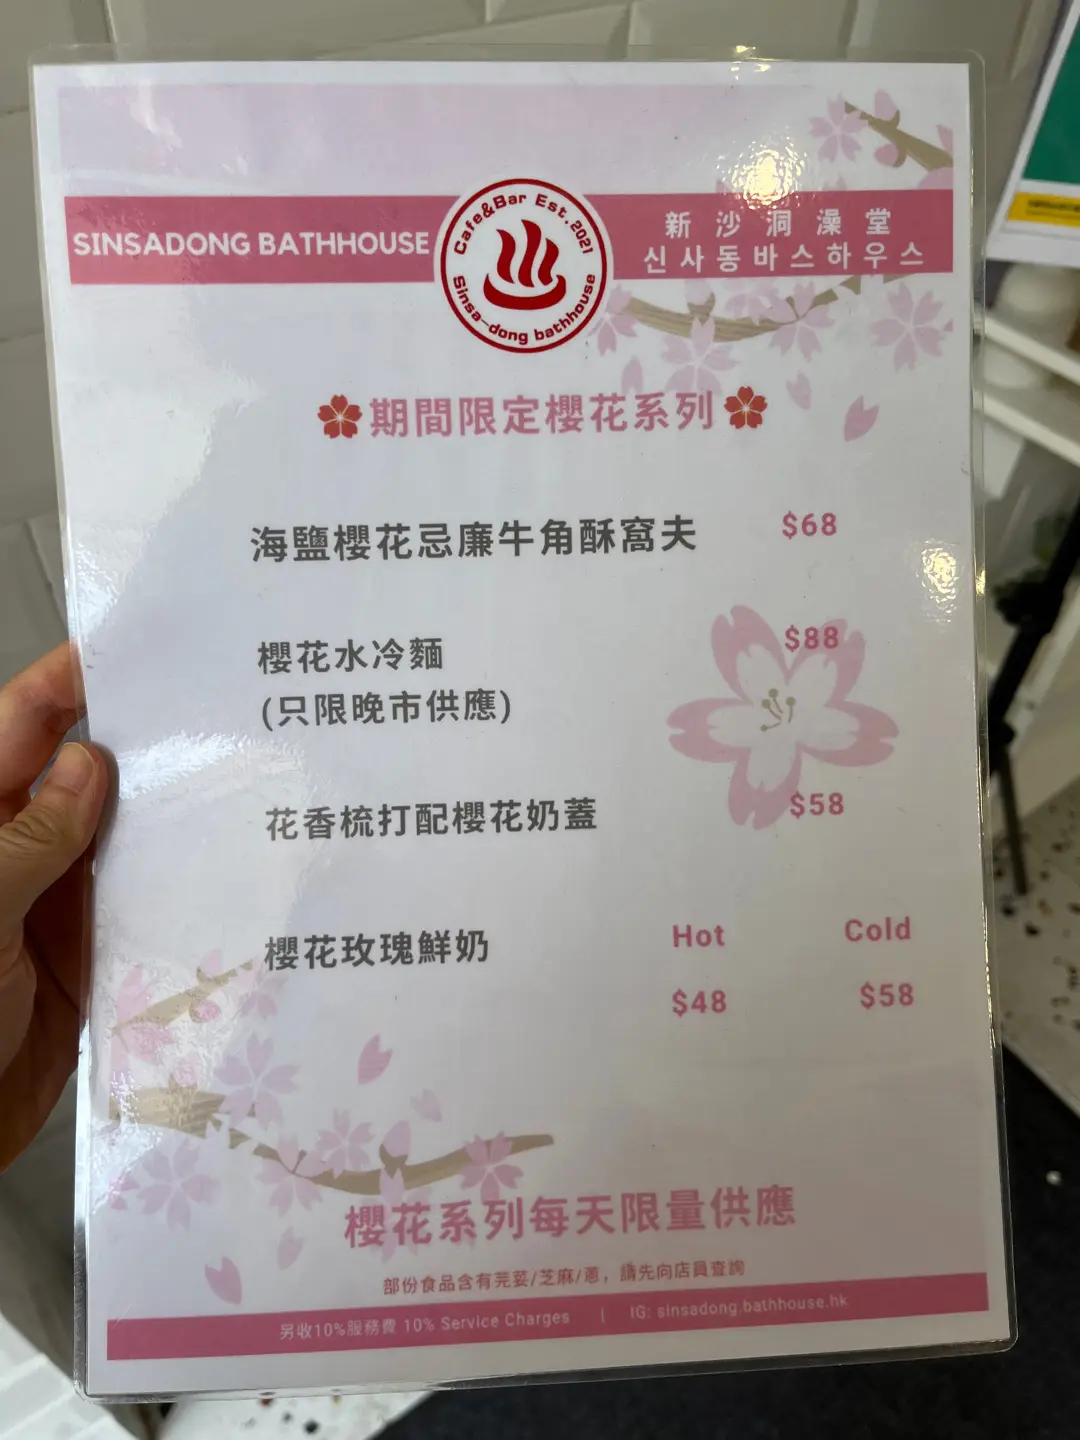 SINSADONG BATHHOUSE
Cafe&Bar Est.2021
Sinsa-dong bathhouse
新沙洞澡堂
신사동바스하우스
期間限定櫻花系列
海鹽櫻花忌廉牛角酥窩夫 $68
櫻花水冷麵 $88
(只限晚市供應)
花香梳打配櫻花奶蓋 $58
櫻花玫瑰鮮奶 Hot Cold
$48 $58
櫻花系列每天限量供應
部份食品含有芫荽/芝麻/蔥，請先向店員查詢
另收10%服務費 10% Service Charges | IG: sinsadong.bathhouse.hk